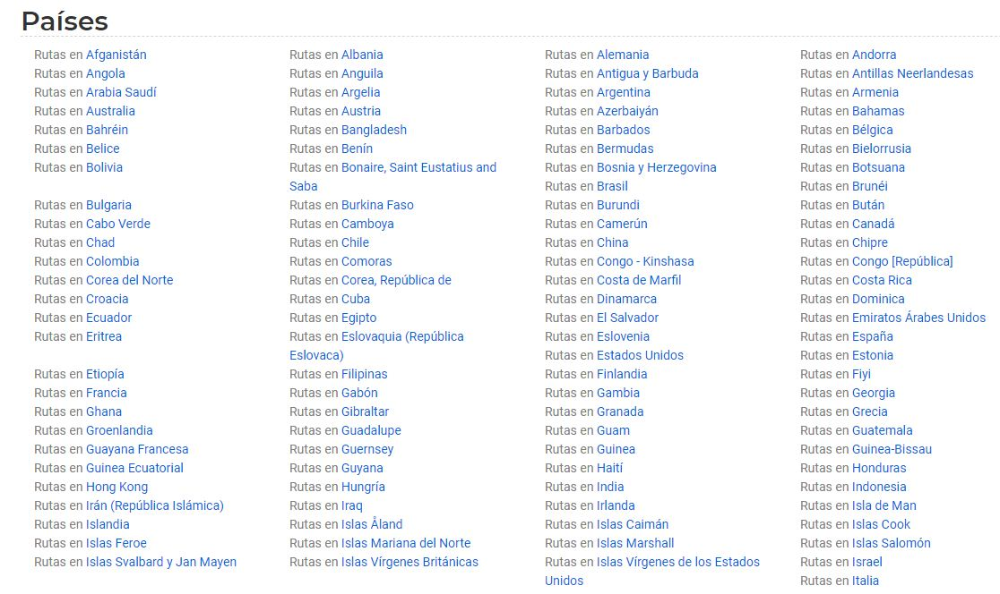 Países
Rutas en Afganistán
Rutas en Albania
Rutas en Alemania
Rutas en Andorra
Rutas en Angola
Rutas en Anguila
Rutas en Antigua y Barbuda
Rutas en Antillas Neerlandesas
Rutas en Arabia Saudí
Rutas en Argelia
Rutas en Argentina
Rutas en Armenia
Rutas en Australia
Rutas en Austria
Rutas en Azerbaiyán
Rutas en Bahamas
Rutas en Bahréin
Rutas en Bangladesh
Rutas en Barbados
Rutas en Bélgica
Rutas en Belice
Rutas en Benín
Rutas en Bermudas
Rutas en Bielorrusia
Rutas en Bolivia
Rutas en Bonaire, Saint Eustatius and
Saba
Rutas en Bosnia y Herzegovina
Rutas en Botsuana
Rutas en Brasil
Rutas en Brunéi
Rutas en Bulgaria
Rutas en Burkina Faso
Rutas en Burundi
Rutas en Bután
Rutas en Cabo Verde
Rutas en Camboya
Rutas en Camerún
Rutas en Canadá
Rutas en Chad
Rutas en Chile
Rutas en China
Rutas en Chipre
Rutas en Colombia
Rutas en Comoras
Rutas en Congo - Kinshasa
Rutas en Congo [República]
Rutas en Corea del Norte
Rutas en Corea, República de
Rutas en Costa de Marfil
Rutas en Costa Rica
Rutas en Croacia
Rutas en Cuba
Rutas en Dinamarca
Rutas en Dominica
Rutas en Ecuador
Rutas en Egipto
Rutas en El Salvador
Rutas en Emiratos Árabes Unidos
Rutas en Eritrea
Rutas en Eslovaquia (República
Eslovaca)
Rutas en Eslovenia
Rutas en España
Rutas en Estados Unidos
Rutas en Estonia
Rutas en Etiopía
Rutas en Filipinas
Rutas en Finlandia
Rutas en Fiyi
Rutas en Francia
Rutas en Gabón
Rutas en Gambia
Rutas en Georgia
Rutas en Ghana
Rutas en Gibraltar
Rutas en Granada
Rutas en Grecia
Rutas en Groenlandia
Rutas en Guadalupe
Rutas en Guam
Rutas en Guatemala
Rutas en Guayana Francesa
Rutas en Guernsey
Rutas en Guinea
Rutas en Guinea-Bissau
Rutas en Guinea Ecuatorial
Rutas en Guyana
Rutas en Haití
Rutas en Honduras
Rutas en Hong Kong
Rutas en Hungría
Rutas en India
Rutas en Indonesia
Rutas en Irán (República Islámica)
Rutas en Iraq
Rutas en Irlanda
Rutas en Isla de Man
Rutas en Islandia
Rutas en Islas Åland
Rutas en Islas Caimán
Rutas en Islas Cook
Rutas en Islas Feroe
Rutas en Islas Mariana del Norte
Rutas en Islas Marshall
Rutas en Islas Salomón
Rutas en Islas Svalbard y Jan Mayen
Rutas en Islas Vírgenes Británicas
Rutas en Islas Vírgenes de los Estados
Unidos
Rutas en Israel
Rutas en Italia